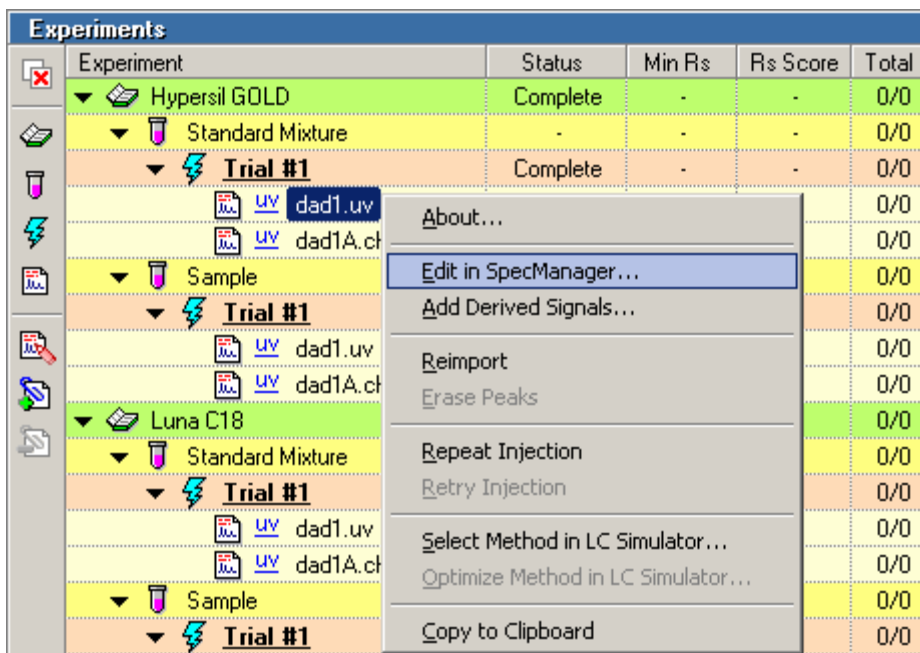 Experiments
Experiment Status Min Rs Rs Score Total
Hypersil GOLD Complete - - 0/0
Standard Mixture - - - 0/0
Trial #1 Complete - - 0/0
UV dad1.uv 0/0
UV dad1A.ch 0/0
Sample 0/0
Trial #1 0/0
UV dad1.uv 0/0
UV dad1A.ch 0/0
Luna C18 0/0
Standard Mixture 0/0
Trial #1 0/0
UV dad1.uv 0/0
UV dad1A.ch 0/0
Sample 0/0
Trial #1 0/0
About...
Edit in SpecManager...
Add Derived Signals...
Reimport
Erase Peaks
Repeat Injection
Retry Injection
Select Method in LC Simulator...
Optimize Method in LC Simulator...
Copy to Clipboard